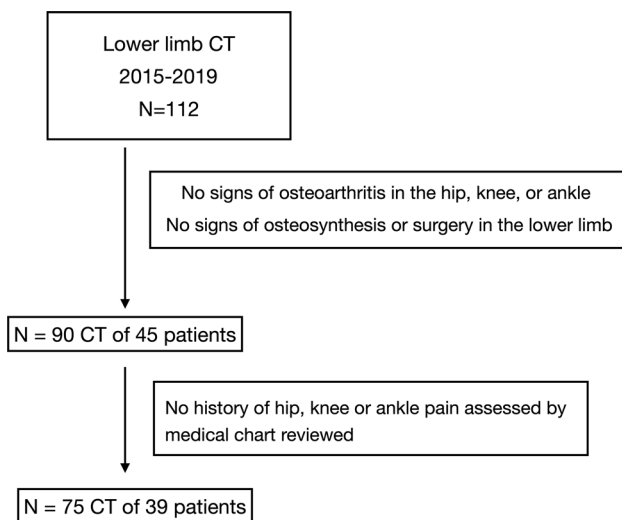 Lower limb CT
2015-2019
N=112
No signs of osteoarthritis in the hip, knee, or ankle
No signs of osteosynthesis or surgery in the lower limb
N = 90 CT of 45 patients
No history of hip, knee or ankle pain assessed by
medical chart reviewed
N = 75 CT of 39 patients